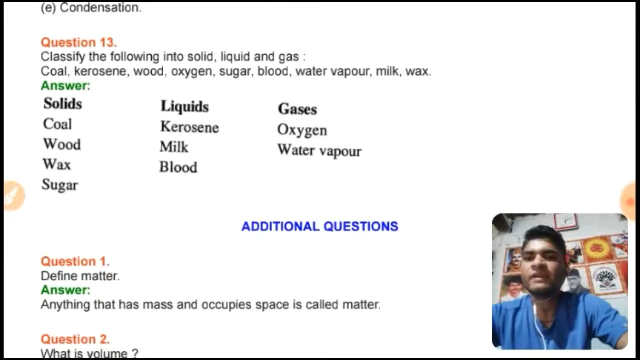 (e) Condensation.
Question 13.
Classify the following into solid, liquid and gas :
Coal, kerosene, wood, oxygen, sugar, blood, water vapour, milk, wax.
Answer:
Solids Liquids Gases
Coal Kerosene Oxygen
Wood Milk Water vapour
Wax Blood
Sugar
ADDITIONAL QUESTIONS
Question 1.
Define matter.
Answer:
Anything that has mass and occupies space is called matter.
Question 2.
What is volume ?